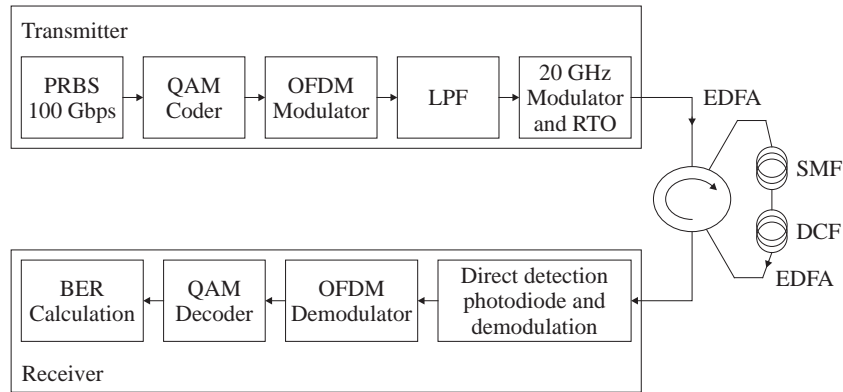 Transmitter
PRBS
100 Gbps
QAM
Coder
OFDM
Modulator
LPF
20 GHz
Modulator
and RTO
EDFA
SMF
DCF
EDFA
BER
Calculation
QAM
Decoder
OFDM
Demodulator
Direct detection
photodiode and
demodulation
Receiver